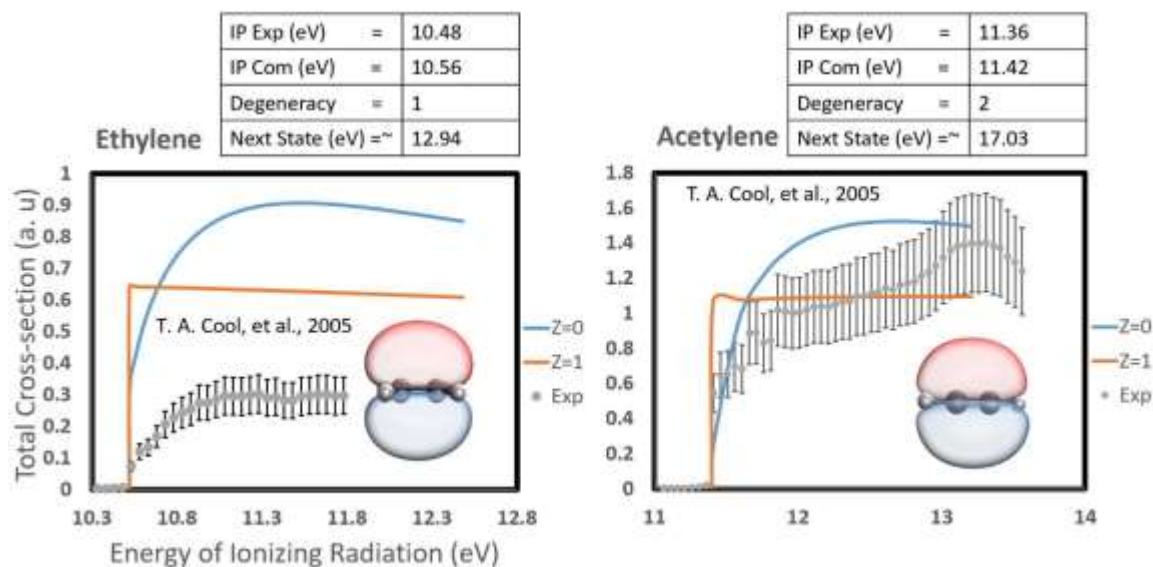 IP Exp (eV) = 10.48
IP Com (eV) = 10.56
Degeneracy = 1
Next State (eV) =~ 12.94
Ethylene
IP Exp (eV) = 11.36
IP Com (eV) = 11.42
Degeneracy = 2
Next State (eV) =~ 17.03
Acetylene
Total Cross-section (a. u)
1
0.9
0.8
0.7
0.6
0.5
0.4
0.3
0.2
0.1
0
T. A. Cool, et al., 2005
Z=0
Z=1
Exp
10.3 10.8 11.3 11.8 12.3 12.8
Energy of Ionizing Radiation (eV)
1.8
1.6
1.4
1.2
1
0.8
0.6
0.4
0.2
0
T. A. Cool, et al., 2005
Z=0
Z=1
Exp
11 12 13 14